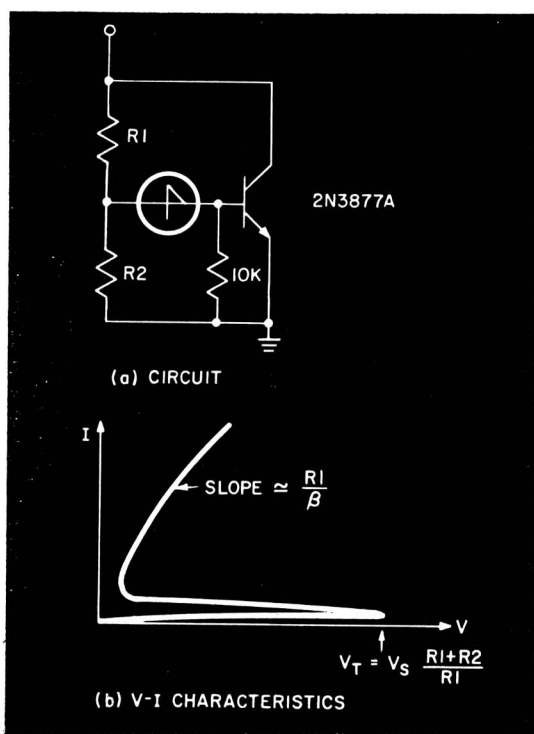 R1
2N3877A
R2
10K
(a) CIRCUIT
I
SLOPE ≃ R1/β
V
V_T = V_S R1+R2/R1
(b) V-I CHARACTERISTICS